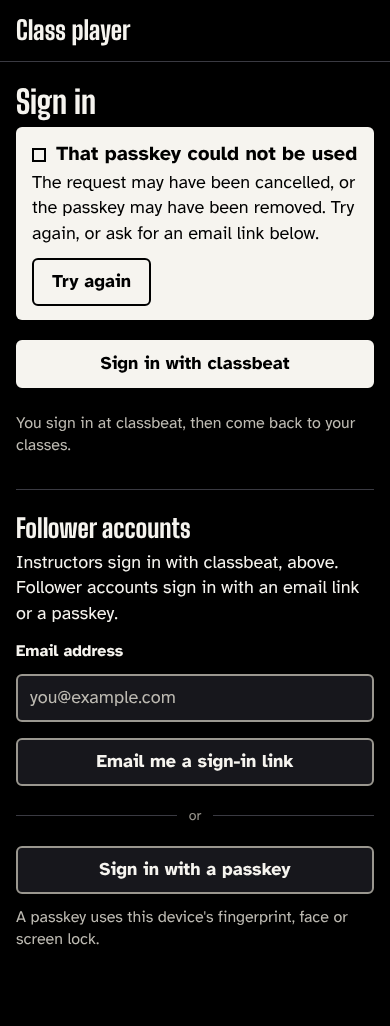 Class player
Sign in
That passkey could not be used
The request may have been cancelled, or
the passkey may have been removed. Try
again, or ask for an email link below.
Try again
Sign in with classbeat
You sign in at classbeat, then come back to your
classes.
Follower accounts
Instructors sign in with classbeat, above.
Follower accounts sign in with an email link
or a passkey.
Email address
you@example.com
Email me a sign-in link
or
Sign in with a passkey
A passkey uses this device's fingerprint, face or
screen lock.